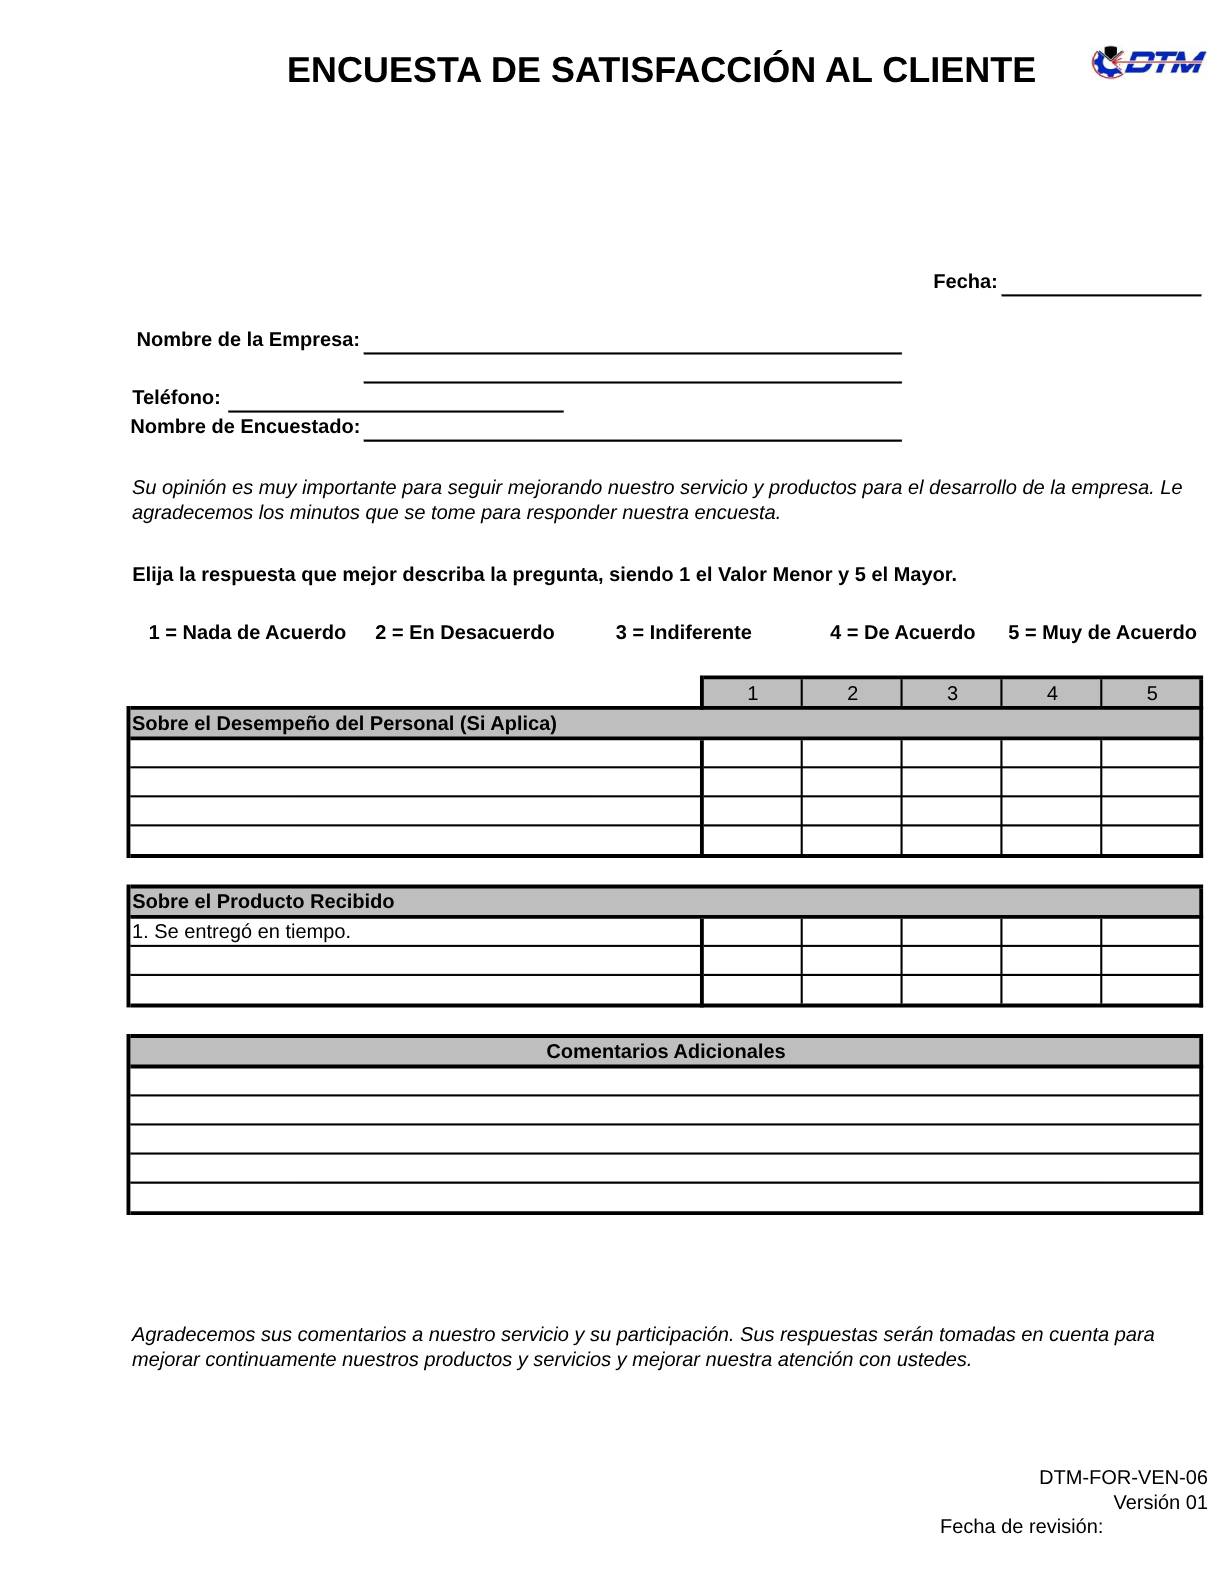 ENCUESTA DE SATISFACCIÓN AL CLIENTE
DTM
Fecha:
Nombre de la Empresa:
Teléfono:
Nombre de Encuestado:
Su opinión es muy importante para seguir mejorando nuestro servicio y productos para el desarrollo de la empresa. Le
agradecemos los minutos que se tome para responder nuestra encuesta.
Elija la respuesta que mejor describa la pregunta, siendo 1 el Valor Menor y 5 el Mayor.
1 = Nada de Acuerdo 2 = En Desacuerdo 3 = Indiferente 4 = De Acuerdo 5 = Muy de Acuerdo
1 2 3 4 5
Sobre el Desempeño del Personal (Si Aplica)
Sobre el Producto Recibido
1. Se entregó en tiempo.
Comentarios Adicionales
Agradecemos sus comentarios a nuestro servicio y su participación. Sus respuestas serán tomadas en cuenta para
mejorar continuamente nuestros productos y servicios y mejorar nuestra atención con ustedes.
DTM-FOR-VEN-06
Versión 01
Fecha de revisión: